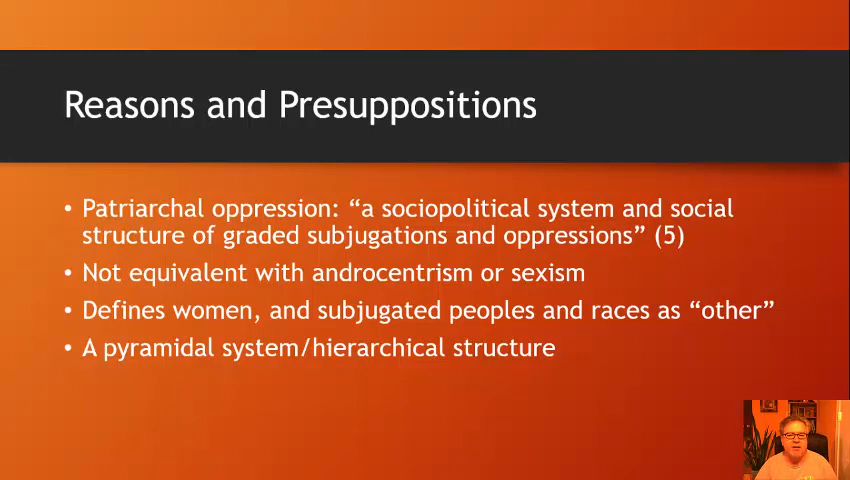 Reasons and Presuppositions
• Patriarchal oppression: “a sociopolitical system and social
structure of graded subjugations and oppressions” (5)
• Not equivalent with androcentrism or sexism
• Defines women, and subjugated peoples and races as “other”
• A pyramidal system/hierarchical structure